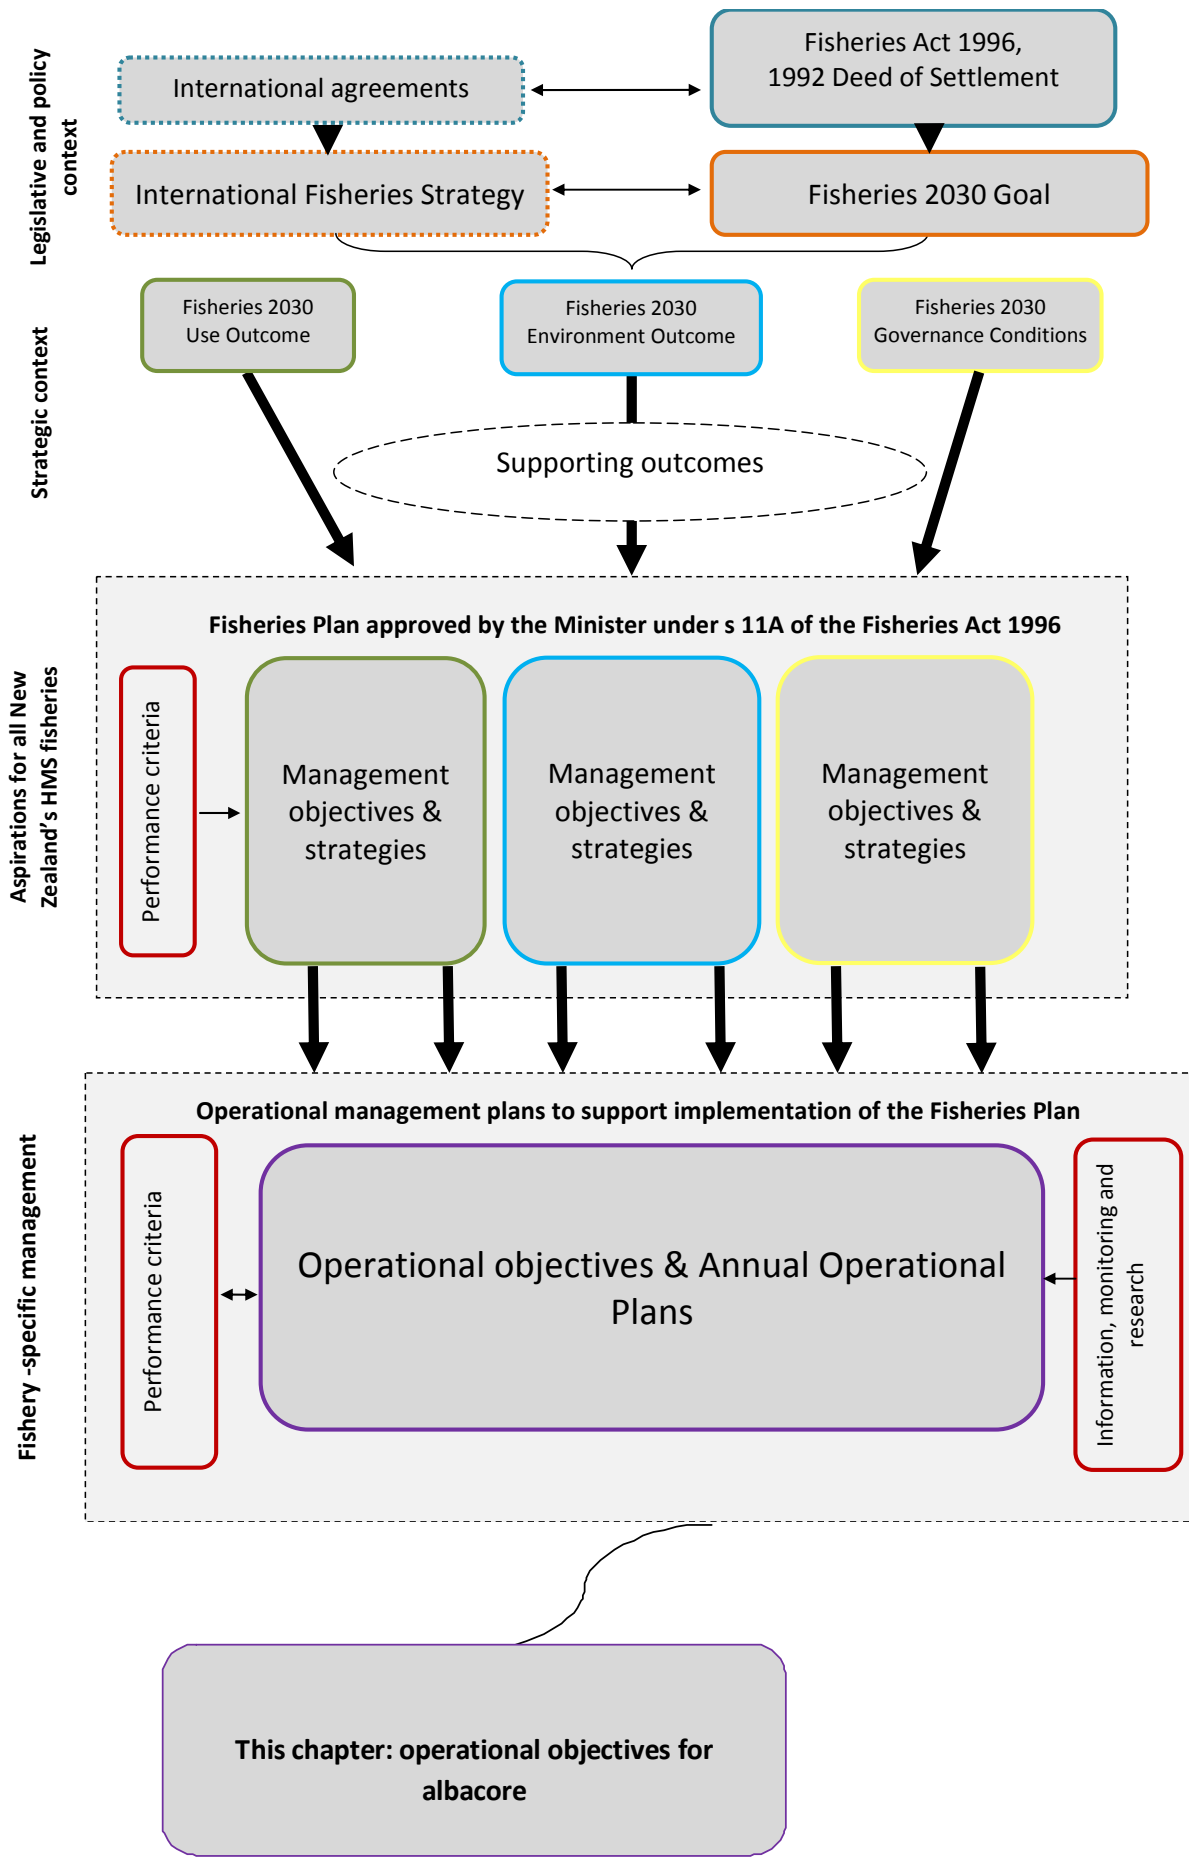 Legislative and policy
context
International agreements
Fisheries Act 1996,
1992 Deed of Settlement
International Fisheries Strategy
Fisheries 2030 Goal
Strategic context
Fisheries 2030
Use Outcome
Fisheries 2030
Environment Outcome
Fisheries 2030
Governance Conditions
Supporting outcomes
Aspirations for all New
Zealand's HMS fisheries
Fisheries Plan approved by the Minister under s 11A of the Fisheries Act 1996
Performance criteria
Management
objectives &
strategies
Management
objectives &
strategies
Management
objectives &
strategies
Fishery -specific management
Operational management plans to support implementation of the Fisheries Plan
Performance criteria
Operational objectives & Annual Operational
Plans
Information, monitoring and
research
This chapter: operational objectives for
albacore